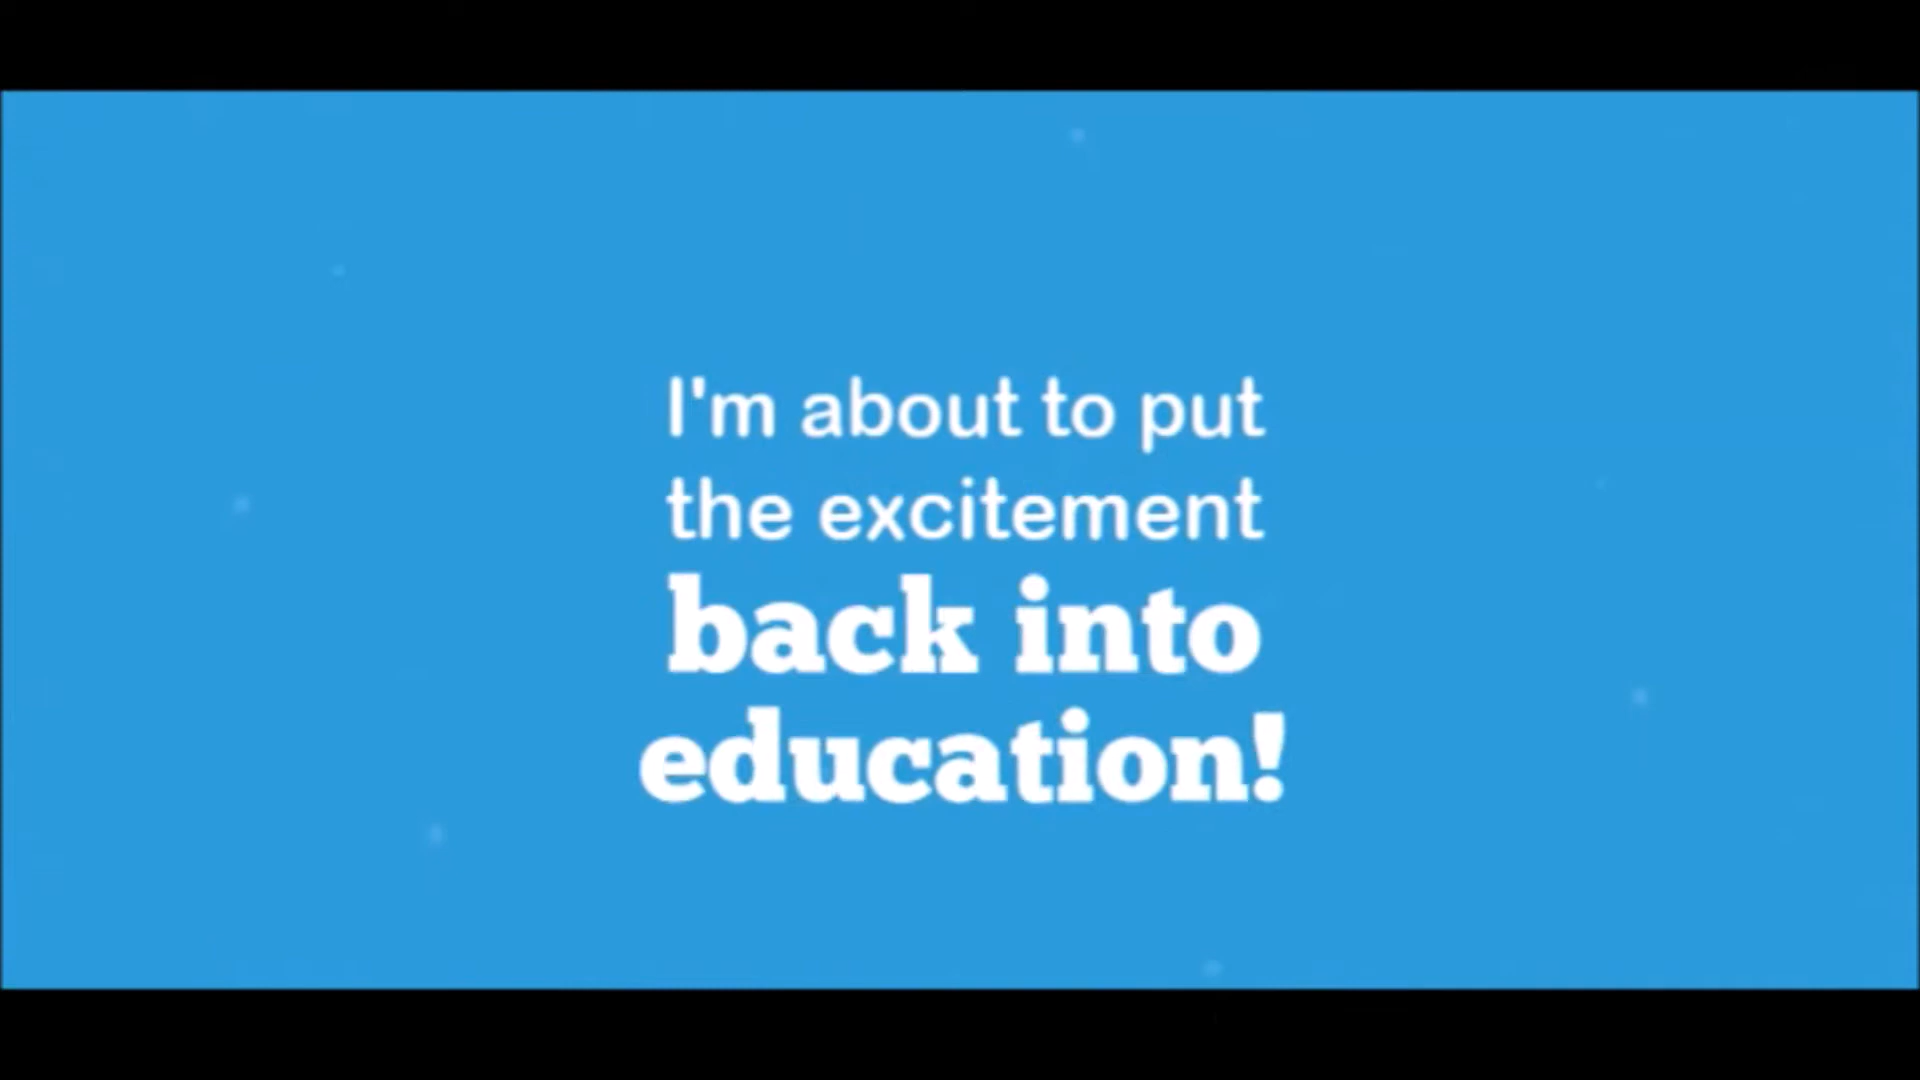 I'm about to put
the excitement
back into
education!